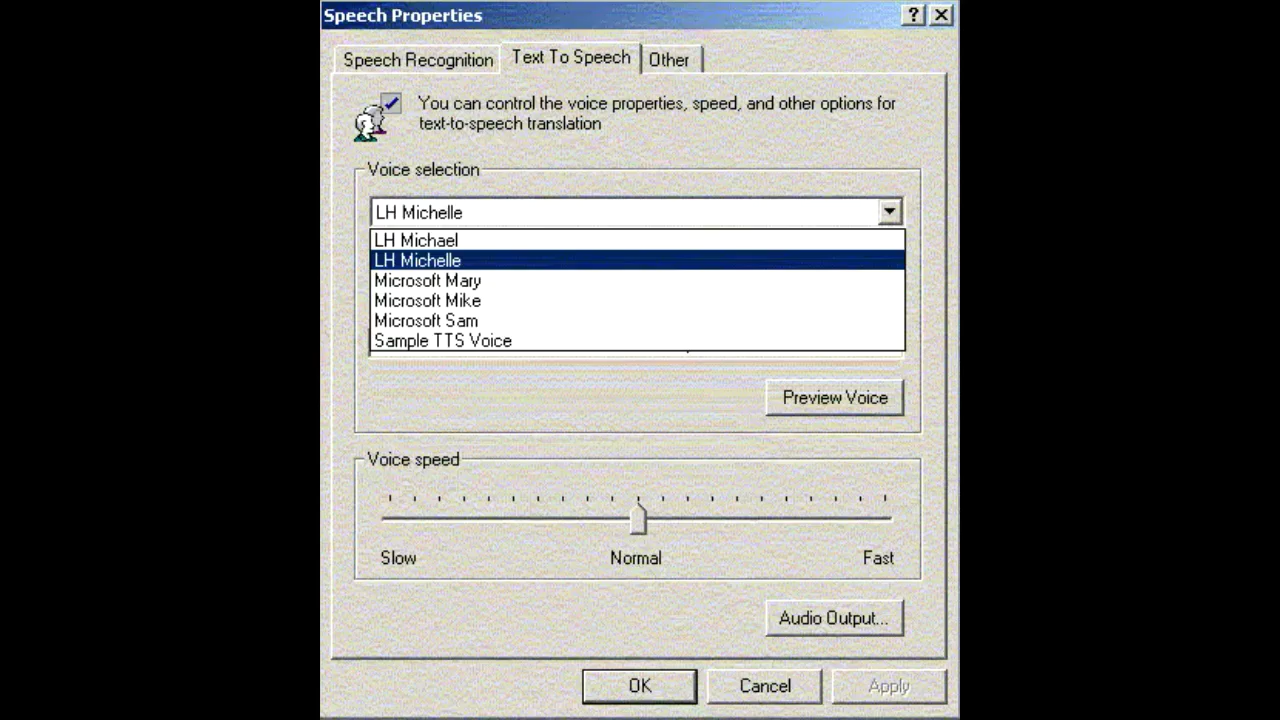 Speech Properties
Speech Recognition
Text To Speech
Other
You can control the voice properties, speed, and other options for
text-to-speech translation
Voice selection
LH Michelle
LH Michael
LH Michelle
Microsoft Mary
Microsoft Mike
Microsoft Sam
Sample TTS Voice
Preview Voice
Voice speed
Slow
Normal
Fast
Audio Output...
OK
Cancel
Apply